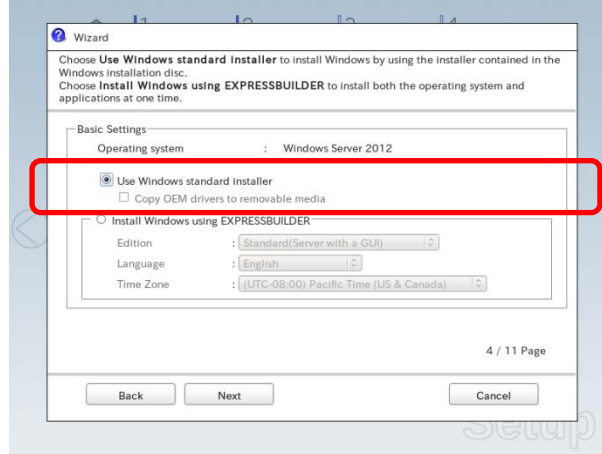 1 2 3 4
Wizard
Choose Use Windows standard installer to install Windows by using the installer contained in the
Windows installation disc.
Choose Install Windows using EXPRESSBUILDER to install both the operating system and
applications at one time.
Basic Settings
Operating system : Windows Server 2012
Use Windows standard installer
Copy OEM drivers to removable media
Install Windows using EXPRESSBUILDER
Edition : Standard(Server with a GUI)
Language : English
Time Zone : (UTC-08:00) Pacific Time (US & Canada)
4 / 11 Page
Back Next Cancel
Setup